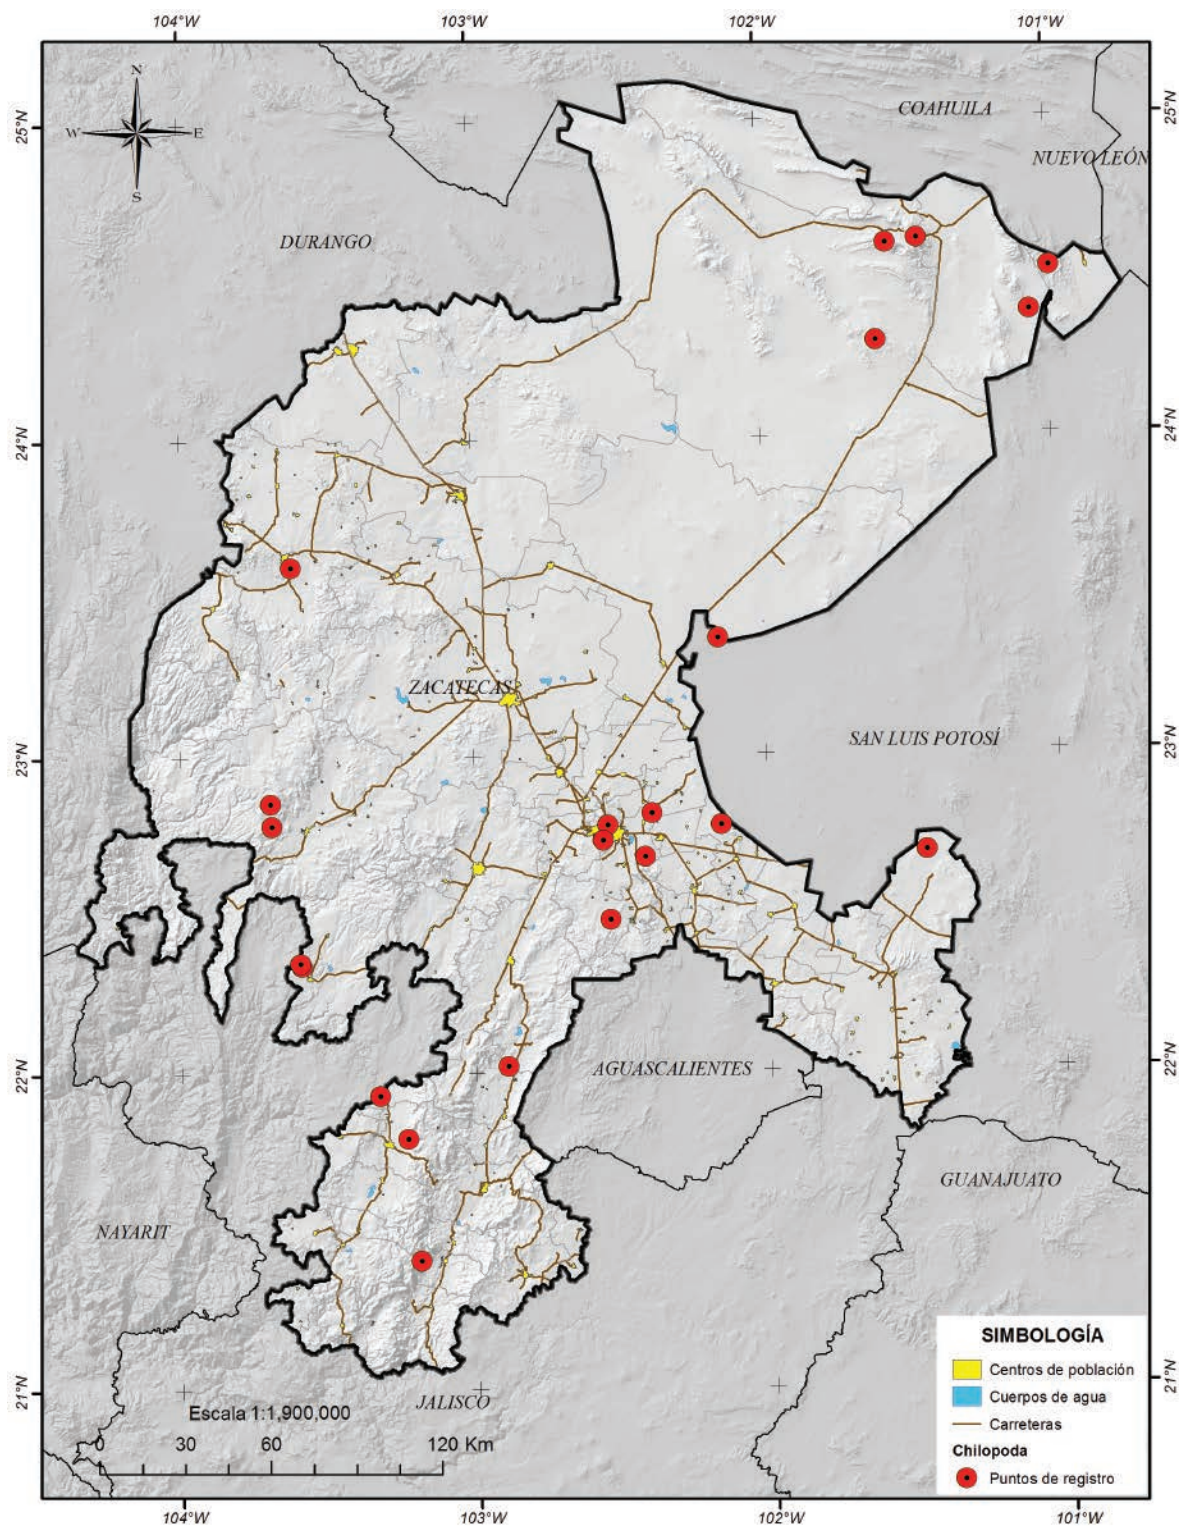 104°W 103°W 102°W 101°W
N
W E
S
25°N
25°N
COAHUILA
NUEVO LEÓN
DURANGO
24°N
24°N
ZACATECAS
SAN LUIS POTOSÍ
23°N
23°N
AGUASCALIENTES
22°N
22°N
GUANAJUATO
NAYARIT
JALISCO
21°N
21°N
Escala 1:1,900,000
0 30 60 120 Km
SIMBOLOGÍA
Centros de población
Cuerpos de agua
Carreteras
Chilopoda
Puntos de registro
104°W 103°W 102°W 101°W